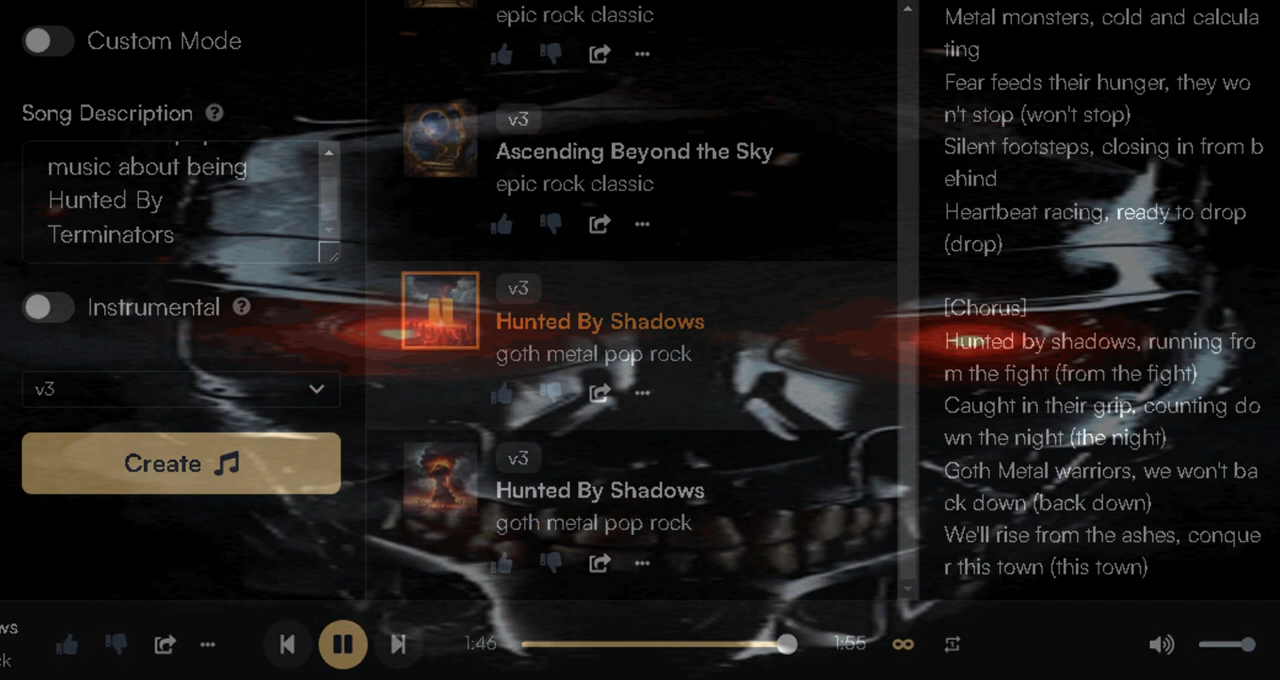 Custom Mode
Song Description
music about being
Hunted By
Terminators
Instrumental
v3
Create
epic rock classic
v3
Ascending Beyond the Sky
epic rock classic
v3
Hunted By Shadows
goth metal pop rock
v3
Hunted By Shadows
goth metal pop rock
Metal monsters, cold and calcula
ting
Fear feeds their hunger, they wo
n't stop (won't stop)
Silent footsteps, closing in from b
ehind
Heartbeat racing, ready to drop
(drop)
[Chorus]
Hunted by shadows, running fro
m the fight (from the fight)
Caught in their grip, counting do
wn the night (the night)
Goth Metal warriors, we won't ba
ck down (back down)
We'll rise from the ashes, conque
r this town (this town)
ws
ck
1:46
1:55